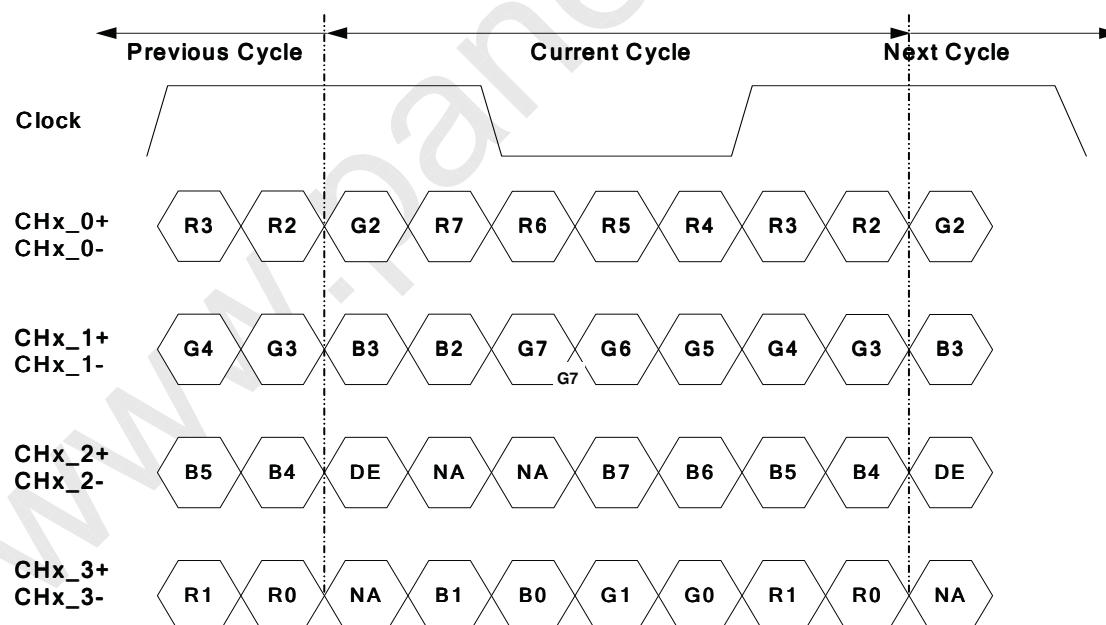 Previous Cycle Current Cycle Next Cycle
Clock
CHx_0+
CHx_0-
R3 R2 G2 R7 R6 R5 R4 R3 R2 G2
CHx_1+
CHx_1-
G4 G3 B3 B2 G7 G6 G5 G4 G3 B3
G7
CHx_2+
CHx_2-
B5 B4 DE NA NA B7 B6 B5 B4 DE
CHx_3+
CHx_3-
R1 R0 NA B1 B0 G1 G0 R1 R0 NA
www.pane